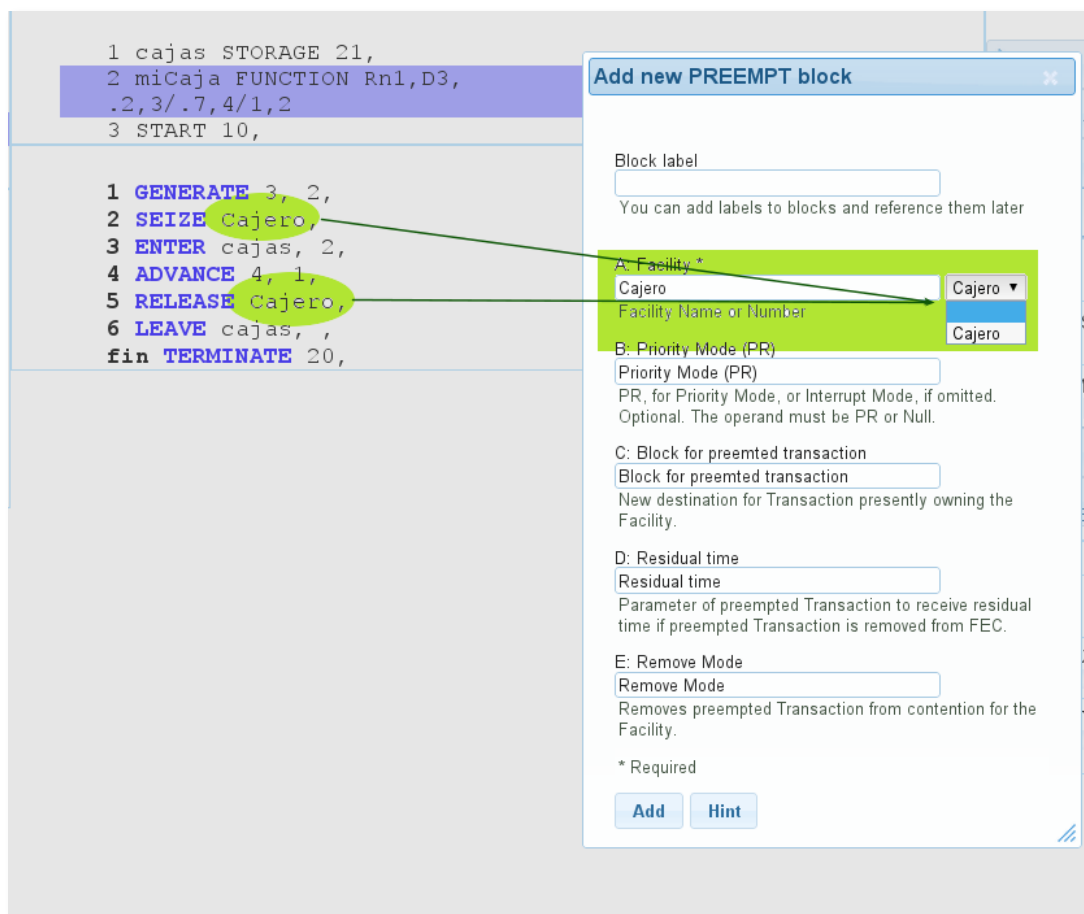 1 cajas STORAGE 21,
2 miCaja FUNCTION Rn1,D3,
.2,3/.7,4/1,2
3 START 10,
1 GENERATE 3, 2,
2 SEIZE Cajero,
3 ENTER cajas, 2,
4 ADVANCE 4, 1,
5 RELEASE Cajero,
6 LEAVE cajas, ,
fin TERMINATE 20,
Add new PREEMPT block
Block label
You can add labels to blocks and reference them later
A: Facility *
Cajero Cajero
Facility Name or Number
Cajero
B: Priority Mode (PR)
Priority Mode (PR)
PR, for Priority Mode, or Interrupt Mode, if omitted.
Optional. The operand must be PR or Null.
C: Block for preemted transaction
Block for preemted transaction
New destination for Transaction presently owning the
Facility.
D: Residual time
Residual time
Parameter of preempted Transaction to receive residual
time if preempted Transaction is removed from FEC.
E: Remove Mode
Remove Mode
Removes preempted Transaction from contention for the
Facility.
* Required
Add Hint